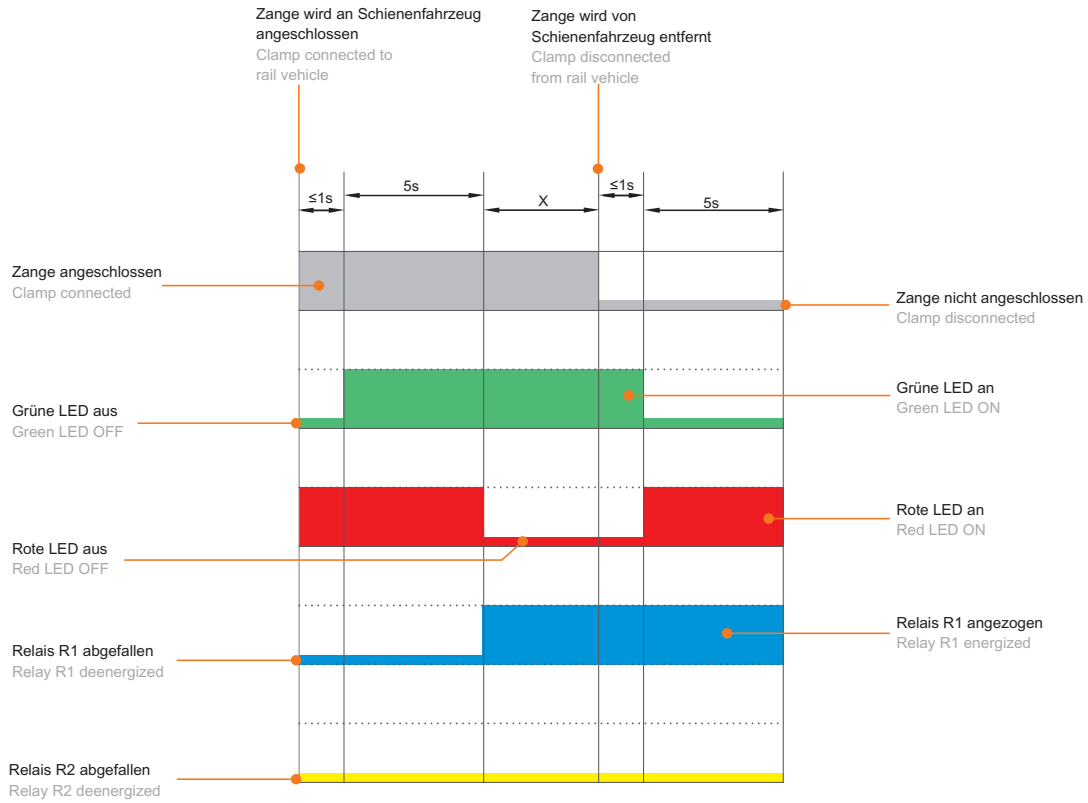 Zange wird an Schienenfahrzeug
angeschlossen
Clamp connected to
rail vehicle
Zange wird von
Schienenfahrzeug entfernt
Clamp disconnected
from rail vehicle
≤1s
5s
X
≤1s
5s
Zange angeschlossen
Clamp connected
Zange nicht angeschlossen
Clamp disconnected
Grüne LED aus
Green LED OFF
Grüne LED an
Green LED ON
Rote LED aus
Red LED OFF
Rote LED an
Red LED ON
Relais R1 abgefallen
Relay R1 deenergized
Relais R1 angezogen
Relay R1 energized
Relais R2 abgefallen
Relay R2 deenergized